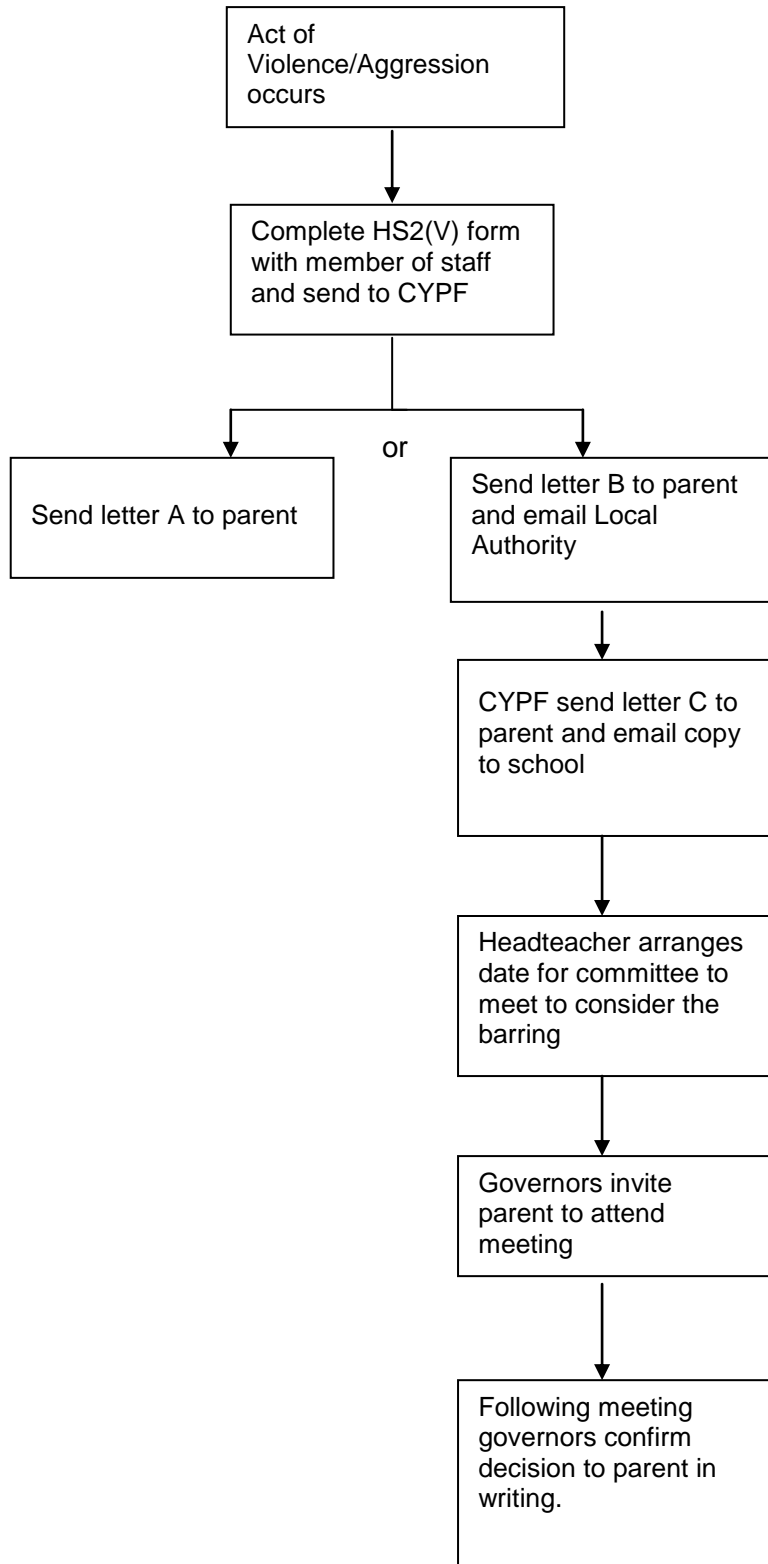 Act of
Violence/Aggression
occurs
Complete HS2(V) form
with member of staff
and send to CYPF
or
Send letter A to parent
Send letter B to parent
and email Local
Authority
CYPF send letter C to
parent and email copy
to school
Headteacher arranges
date for committee to
meet to consider the
barring
Governors invite
parent to attend
meeting
Following meeting
governors confirm
decision to parent in
writing.